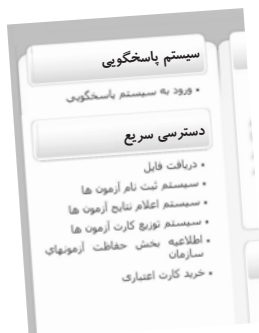 سیستم پاسخگویی
• ورود به سیستم پاسخگویی
دسترسی سریع
• دریافت فایل
• سیستم ثبت نام آزمون ها
• سیستم اعلام نتایج آزمون ها
• سیستم توزیع کارت آزمون ها
• اطلاعیه بخش حفاظت آزمونهای
سازمان
• خرید کارت اعتباری